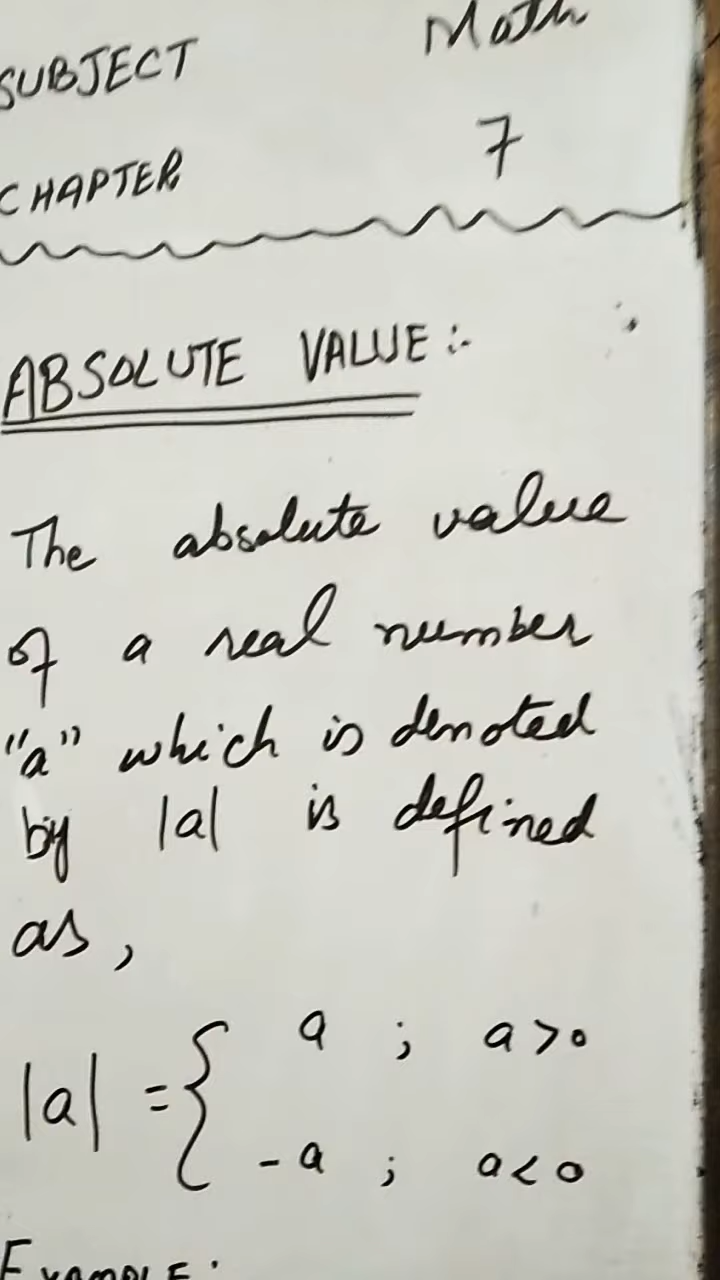 SUBJECT Math
CHAPTER 7
ABSOLUTE VALUE :-
The absolute value
of a real number
"a" which is denoted
by |a| is defined
as,
|a| = { a ; a>0
-a ; a<0
EXAMPLE: